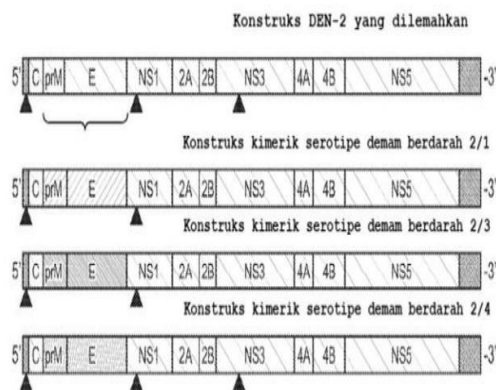 Konstruks DEN-2 yang dilemahkan
5' C prM E NS1 2A 2B NS3 4A 4B NS5 -3'
Konstruks kimerik serotipe demam berdarah 2/1
5' C prM E NS1 2A 2B NS3 4A 4B NS5 -3'
Konstruks kimerik serotipe demam berdarah 2/3
5' C prM E NS1 2A 2B NS3 4A 4B NS5 -3'
Konstruks kimerik serotipe demam berdarah 2/4
5' C prM E NS1 2A 2B NS3 4A 4B NS5 -3'